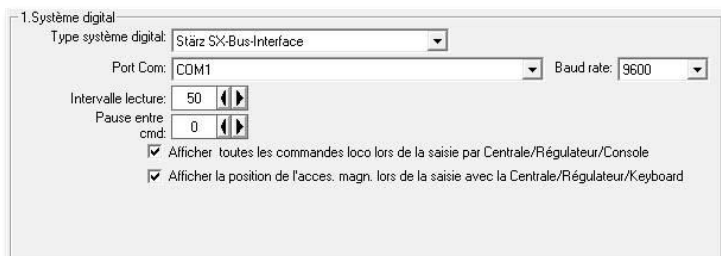 1.Système digital
Type système digital: Stärz SX-Bus-Interface
Port Com: COM1 Baud rate: 9600
Intervalle lecture: 50
Pause entre
cmd: 0
Afficher toutes les commandes loco lors de la saisie par Centrale/Régulateur/Console
Afficher la position de l'acces. magn. lors de la saisie avec la Centrale/Régulateur/Keyboard